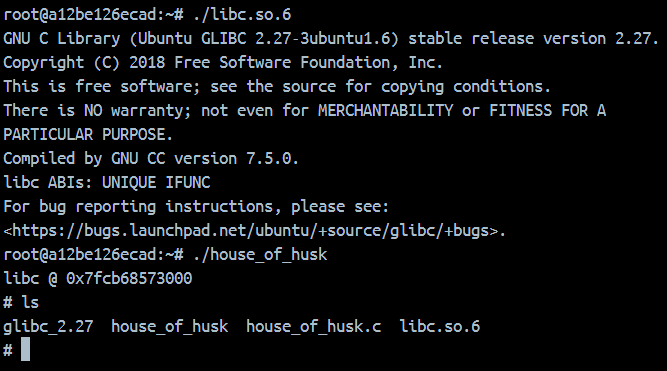 root@a12be126ecad:~# ./libc.so.6
GNU C Library (Ubuntu GLIBC 2.27-3ubuntu1.6) stable release version 2.27.
Copyright (C) 2018 Free Software Foundation, Inc.
This is free software; see the source for copying conditions.
There is NO warranty; not even for MERCHANTABILITY or FITNESS FOR A
PARTICULAR PURPOSE.
Compiled by GNU CC version 7.5.0.
libc ABIs: UNIQUE IFUNC
For bug reporting instructions, please see:
<https://bugs.launchpad.net/ubuntu/+source/glibc/+bugs>.
root@a12be126ecad:~# ./house_of_husk
libc @ 0x7fcb68573000
# ls
glibc_2.27  house_of_husk  house_of_husk.c  libc.so.6
#